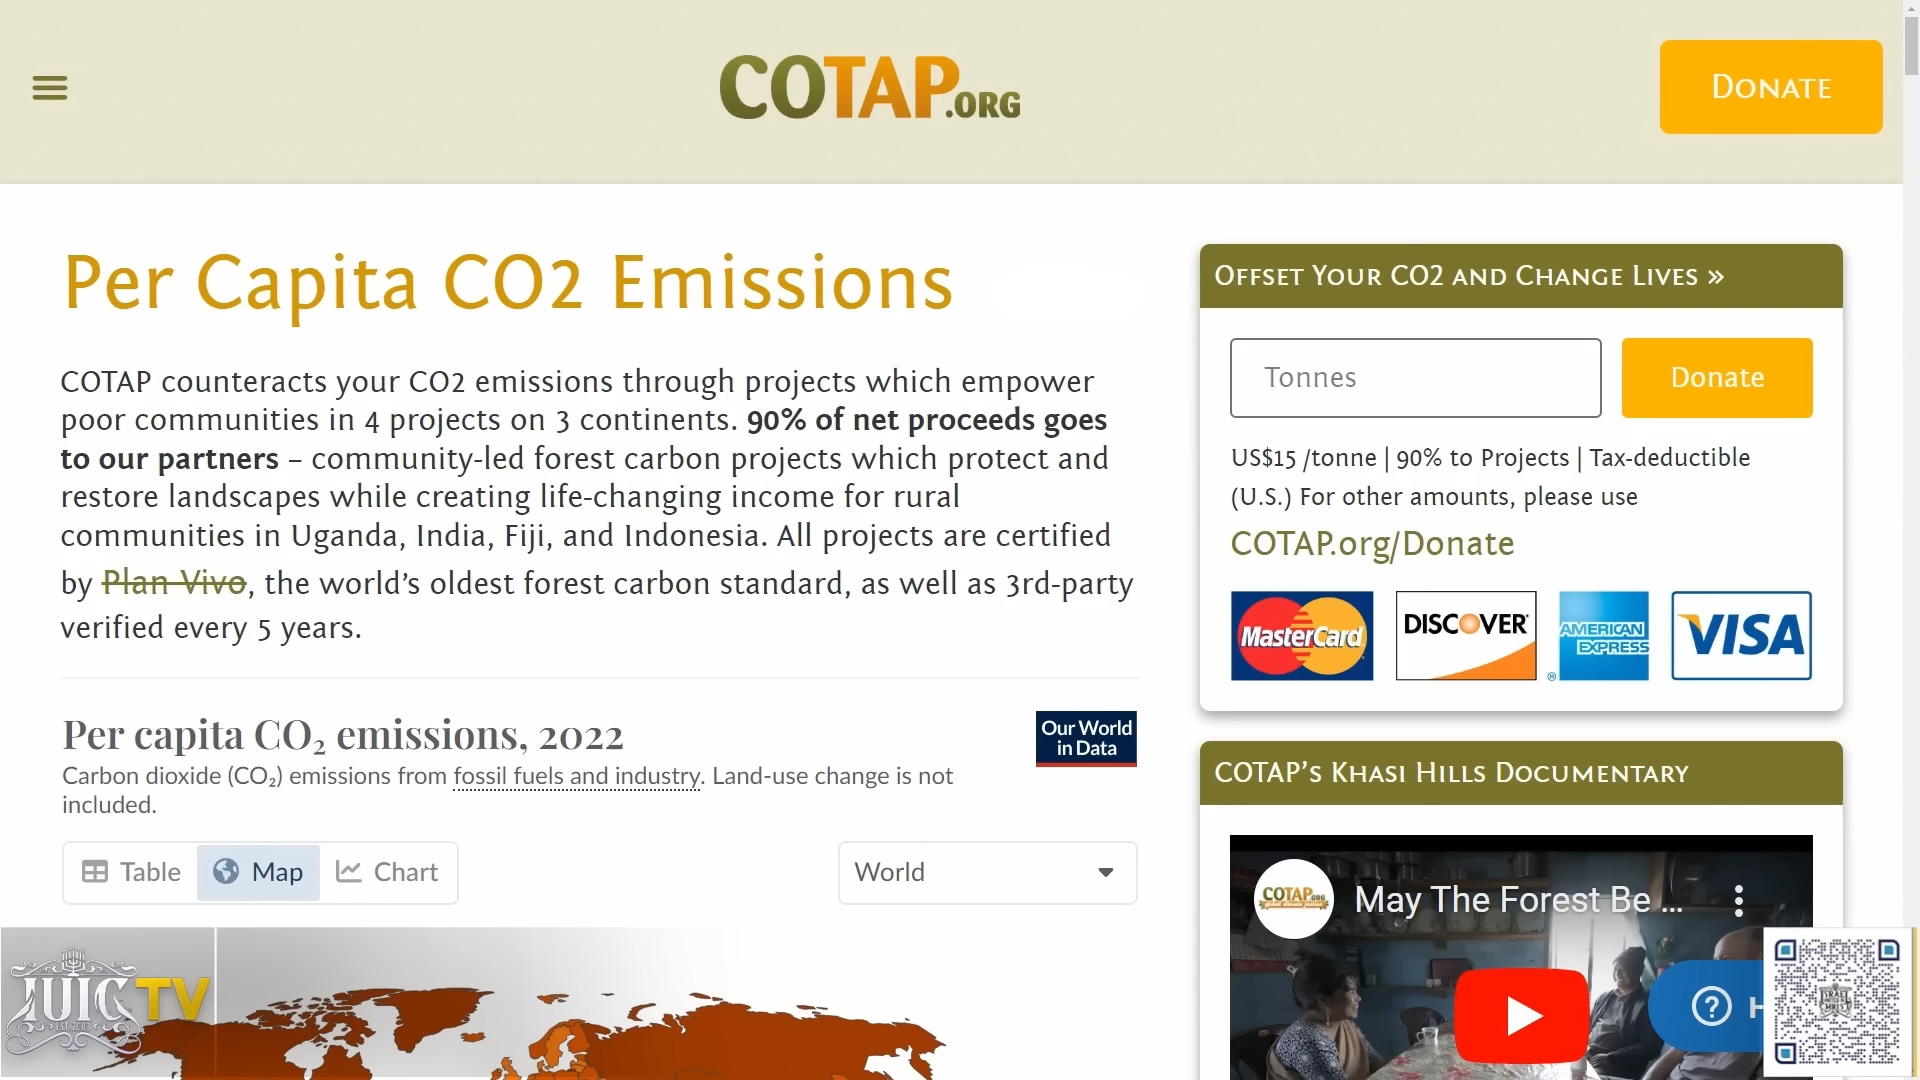 COTAP.ORG
DONATE
Per Capita CO2 Emissions
COTAP counteracts your CO2 emissions through projects which empower
poor communities in 4 projects on 3 continents. 90% of net proceeds goes
to our partners – community-led forest carbon projects which protect and
restore landscapes while creating life-changing income for rural
communities in Uganda, India, Fiji, and Indonesia. All projects are certified
by Plan Vivo, the world’s oldest forest carbon standard, as well as 3rd-party
verified every 5 years.
Per capita CO₂ emissions, 2022
Our World
in Data
Carbon dioxide (CO₂) emissions from fossil fuels and industry. Land-use change is not
included.
Table
Map
Chart
World
IUIC TV
EST. 2003
OFFSET YOUR CO2 AND CHANGE LIVES »
Tonnes
Donate
US$15 /tonne | 90% to Projects | Tax-deductible
(U.S.) For other amounts, please use
COTAP.org/Donate
MasterCard
DISCOVER
AMERICAN
EXPRESS
VISA
COTAP’S KHASI HILLS DOCUMENTARY
COTAP.ORG
May The Forest Be ...
H